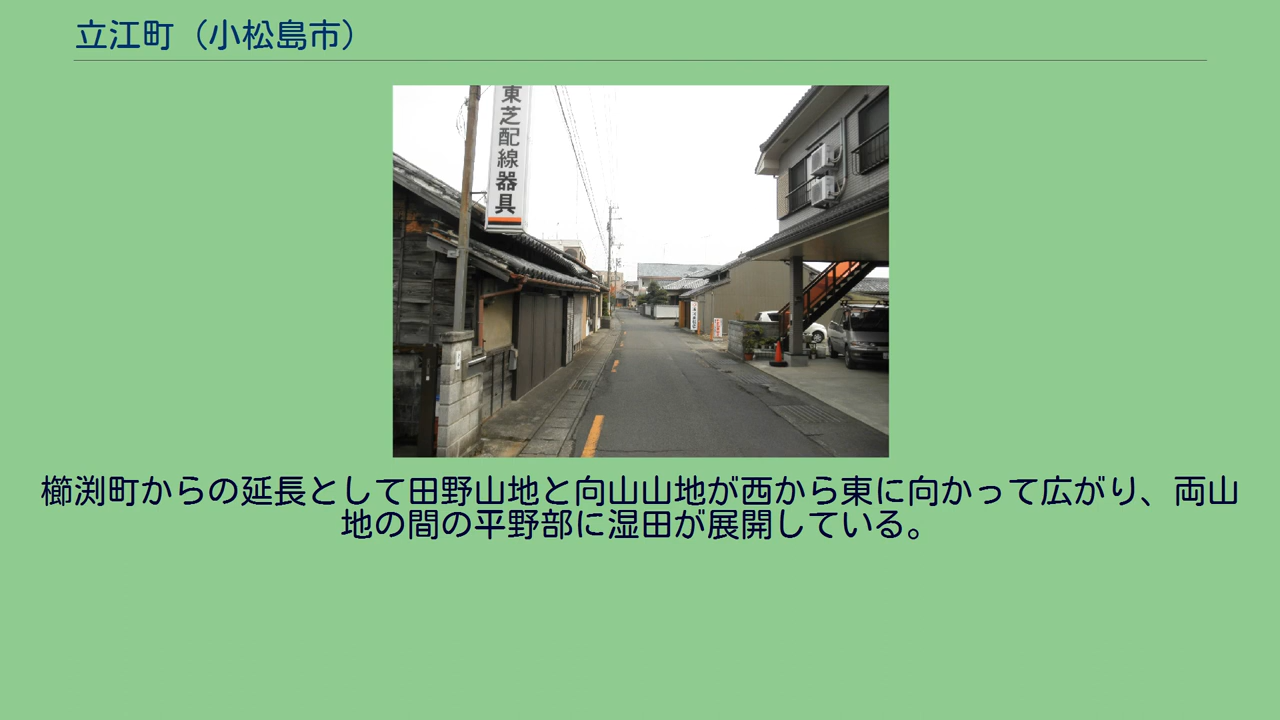 立江町（小松島市）
東芝配線器具
櫛渕町からの延長として田野山地と向山山地が西から東に向かって広がり、両山
地の間の平野部に湿田が展開している。